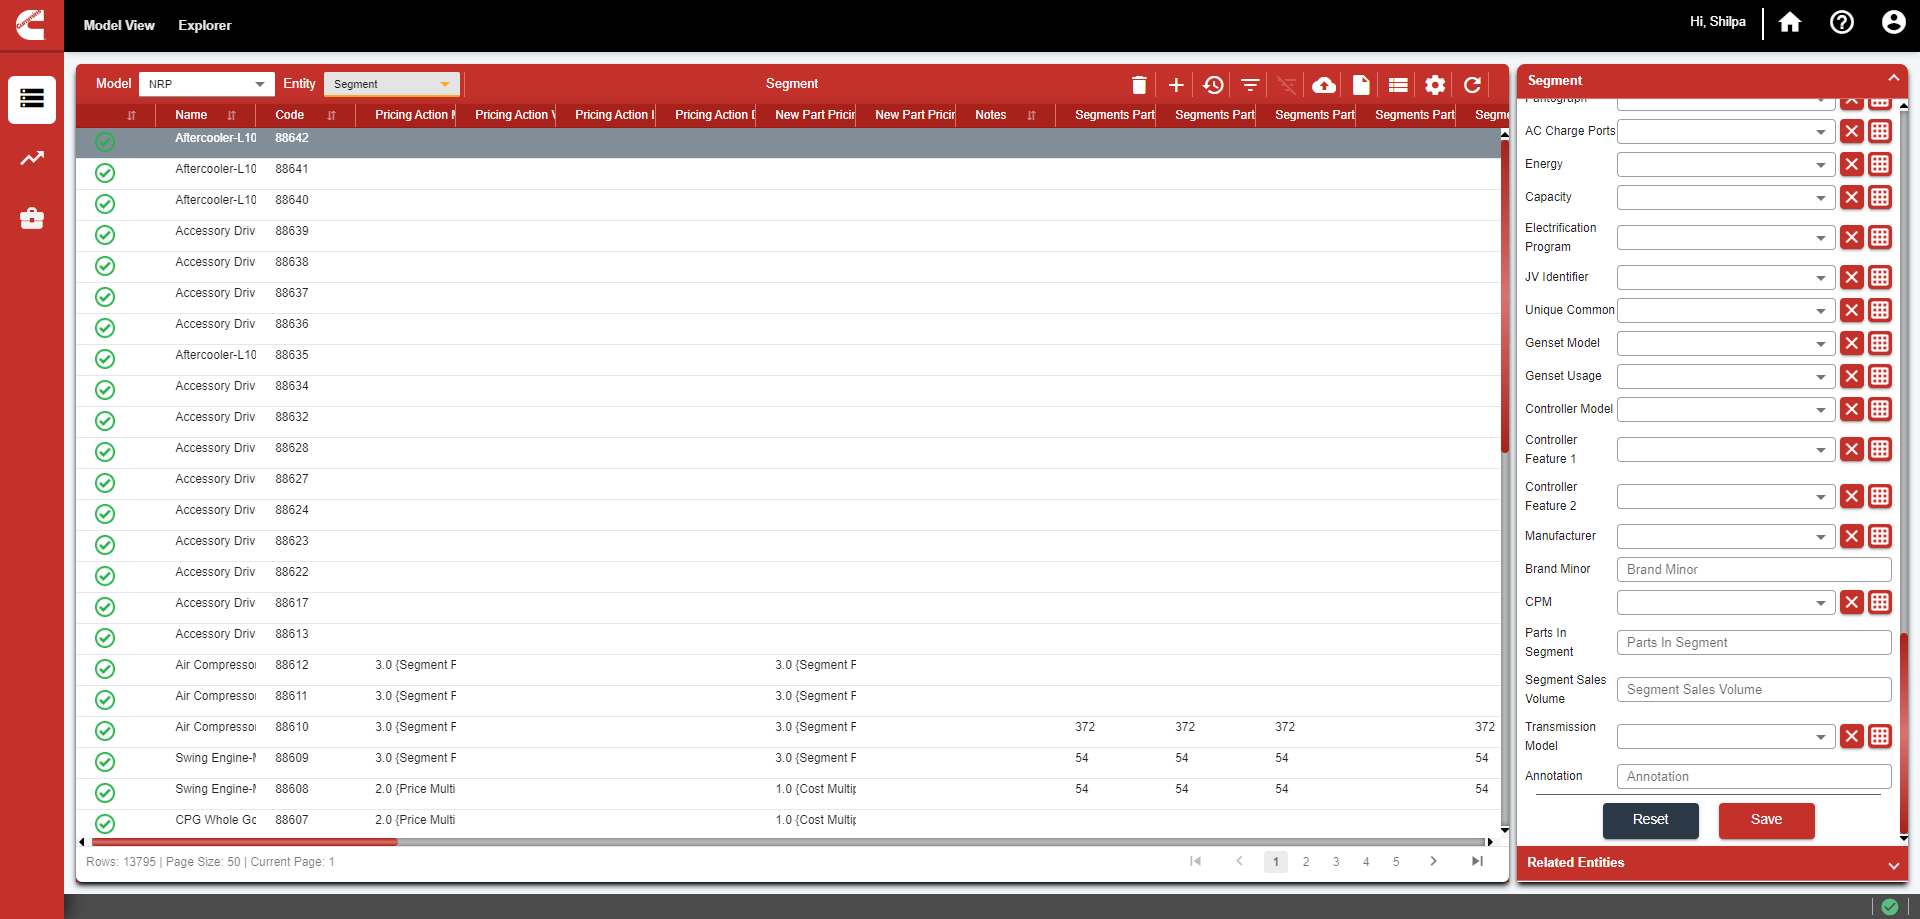 Cummins
Model View Explorer
Hi, Shilpa
Model NRP Entity Segment Segment
Name Code Pricing Action Pricing Action Pricing Action Pricing Action New Part Pricin New Part Pricin Notes Segments Part Segments Part Segments Part Segments Part Segme
Aftercooler-L10 88642
Aftercooler-L10 88641
Aftercooler-L10 88640
Accessory Driv 88639
Accessory Driv 88638
Accessory Driv 88637
Accessory Driv 88636
Aftercooler-L10 88635
Accessory Driv 88634
Accessory Driv 88632
Accessory Driv 88628
Accessory Driv 88627
Accessory Driv 88624
Accessory Driv 88623
Accessory Driv 88622
Accessory Driv 88617
Accessory Driv 88613
Air Compressor 88612 3.0 {Segment F 3.0 {Segment F
Air Compressor 88611 3.0 {Segment F 3.0 {Segment F
Air Compressor 88610 3.0 {Segment F 3.0 {Segment F 372 372 372 372
Swing Engine-M 88609 3.0 {Segment F 3.0 {Segment F 54 54 54 54
Swing Engine-M 88608 2.0 {Price Multi 1.0 {Cost Multip 54 54 54 54
CPG Whole Go 88607 2.0 {Price Multi 1.0 {Cost Multip
Rows: 13795 | Page Size: 50 | Current Page: 1
1 2 3 4 5
Segment
Pantograph
AC Charge Ports
Energy
Capacity
Electrification
Program
JV Identifier
Unique Common
Genset Model
Genset Usage
Controller Model
Controller
Feature 1
Controller
Feature 2
Manufacturer
Brand Minor Brand Minor
CPM
Parts In
Segment Parts In Segment
Segment Sales
Volume Segment Sales Volume
Transmission
Model
Annotation Annotation
Reset Save
Related Entities